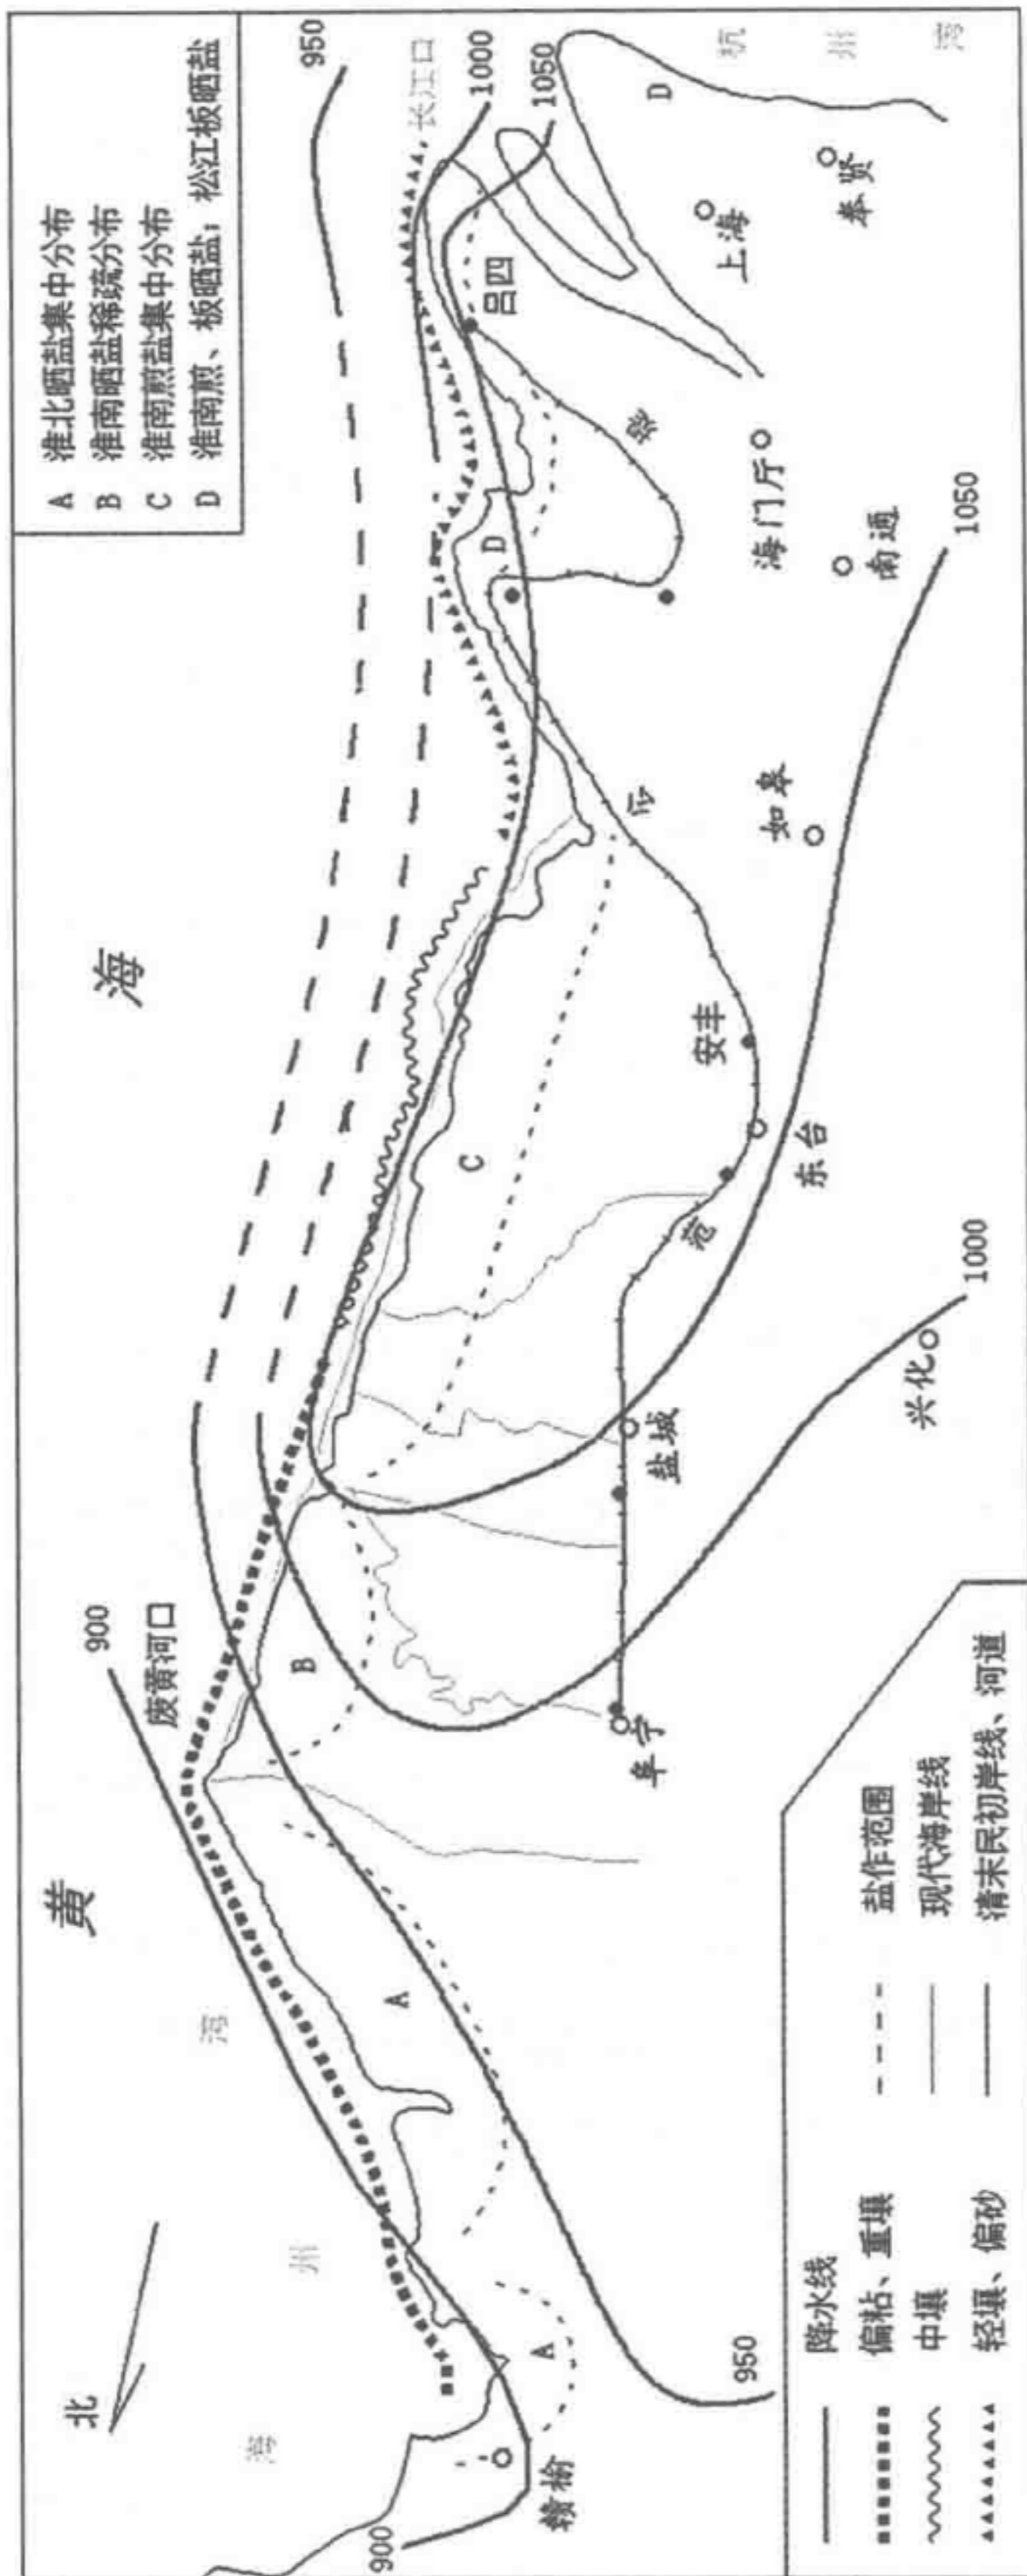 A 淮北晒盐集中分布
B 淮南晒盐稀疏分布
C 淮南煎盐集中分布
D 淮南煎、板晒盐；松江板晒盐
黄 海
海 州 湾
杭 州 湾
北
长江口
废黄河口
900
900
950
950
1000
1000
1050
1050
A
A
B
C
D
D
赣榆
阜宁
盐城
兴化
东台
安丰
如皋
南通
海门厅
吕四
上海
奉贤
范 公 堤
降水线
偏粘、重壤
中壤
轻壤、偏砂
盐作范围
现代海岸线
清末民初岸线、河道